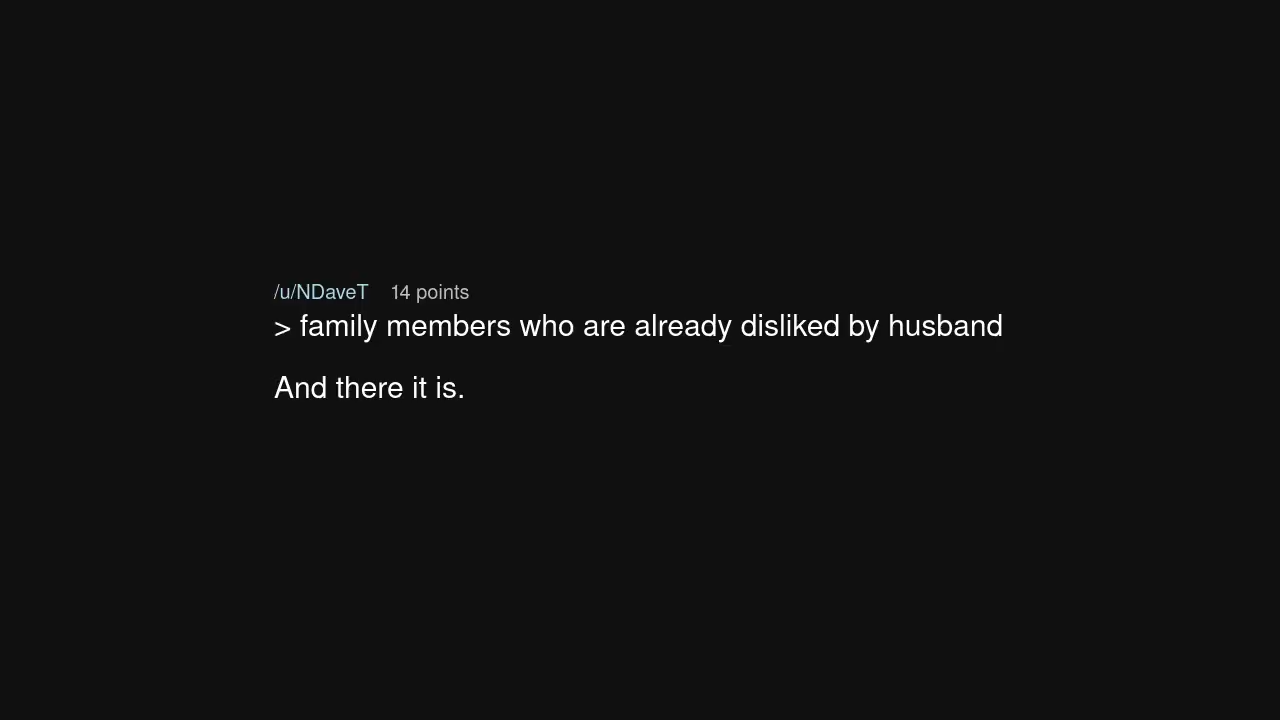 /u/NDaveT 14 points
> family members who are already disliked by husband
And there it is.